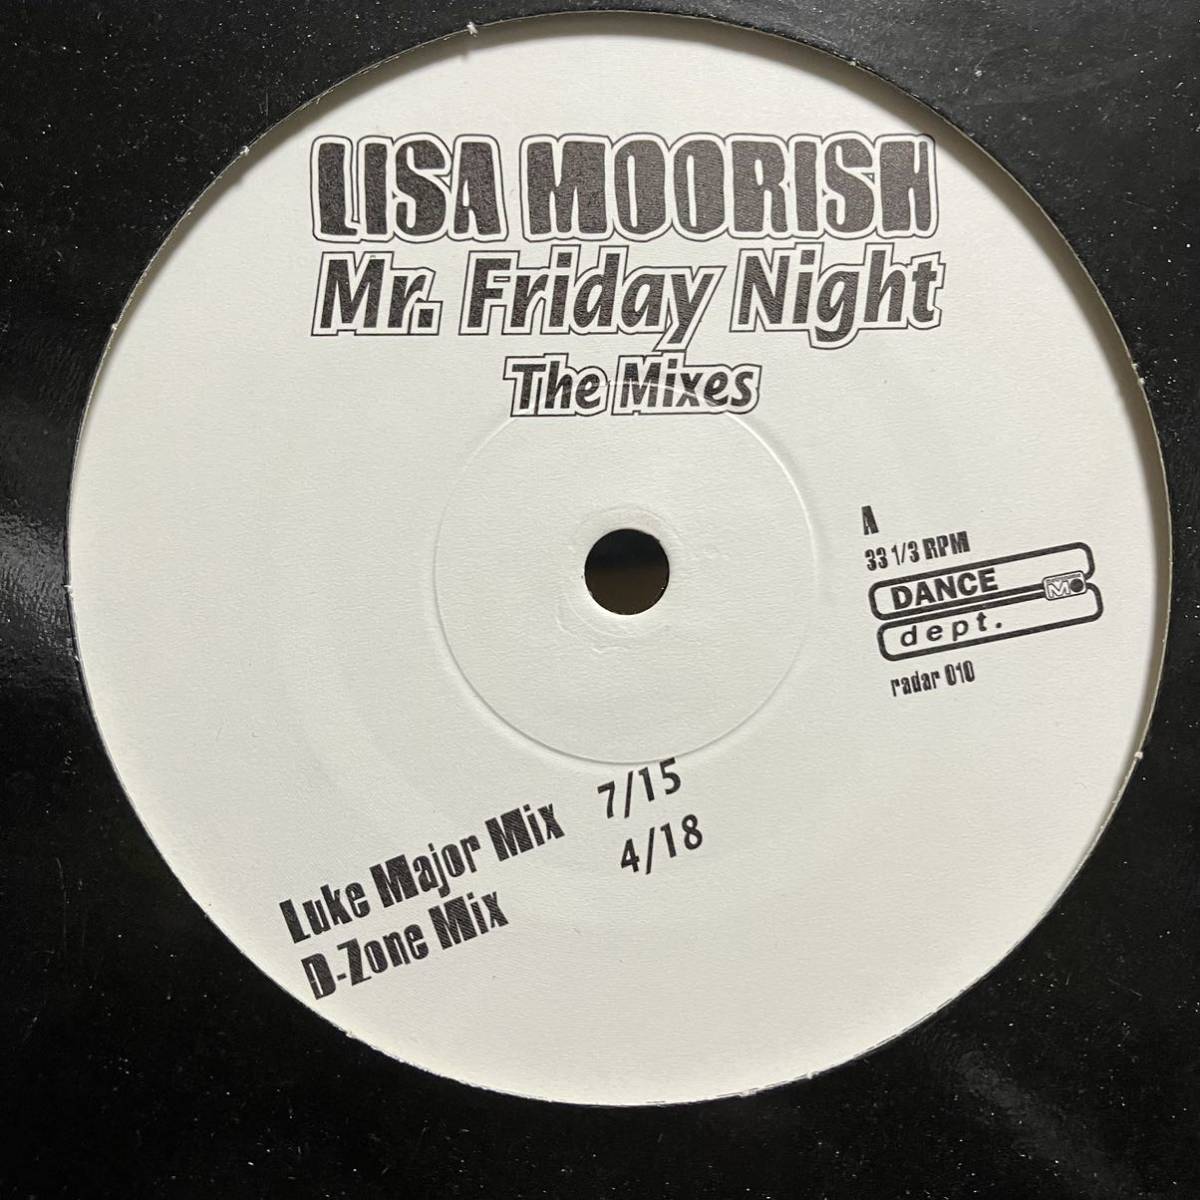 LISA MOORISH
Mr. Friday Night
The Mixes
A
33 1/3 RPM
DANCE
dept.
radar 010
Luke Major Mix 7/15
D-Zone Mix 4/18